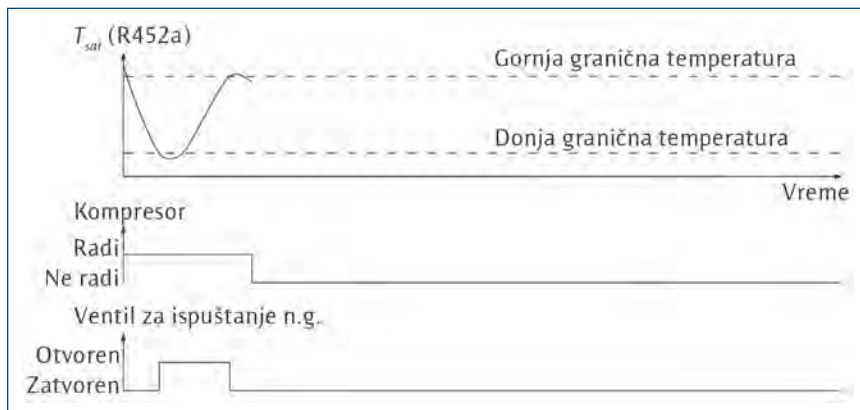 T_sat (R452a)
Gornja granična temperatura
Donja granična temperatura
Vreme
Kompresor
Radi
Ne radi
Ventil za ispuštanje n.g.
Otvoren
Zatvoren